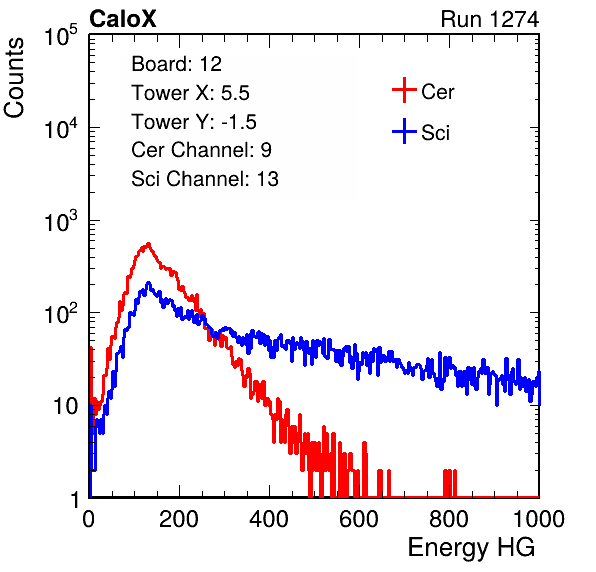 CaloX Run 1274
Counts
Board: 12
Tower X: 5.5
Tower Y: -1.5
Cer Channel: 9
Sci Channel: 13
Cer
Sci
10^5
10^4
10^3
10^2
10
1
0 200 400 600 800 1000
Energy HG